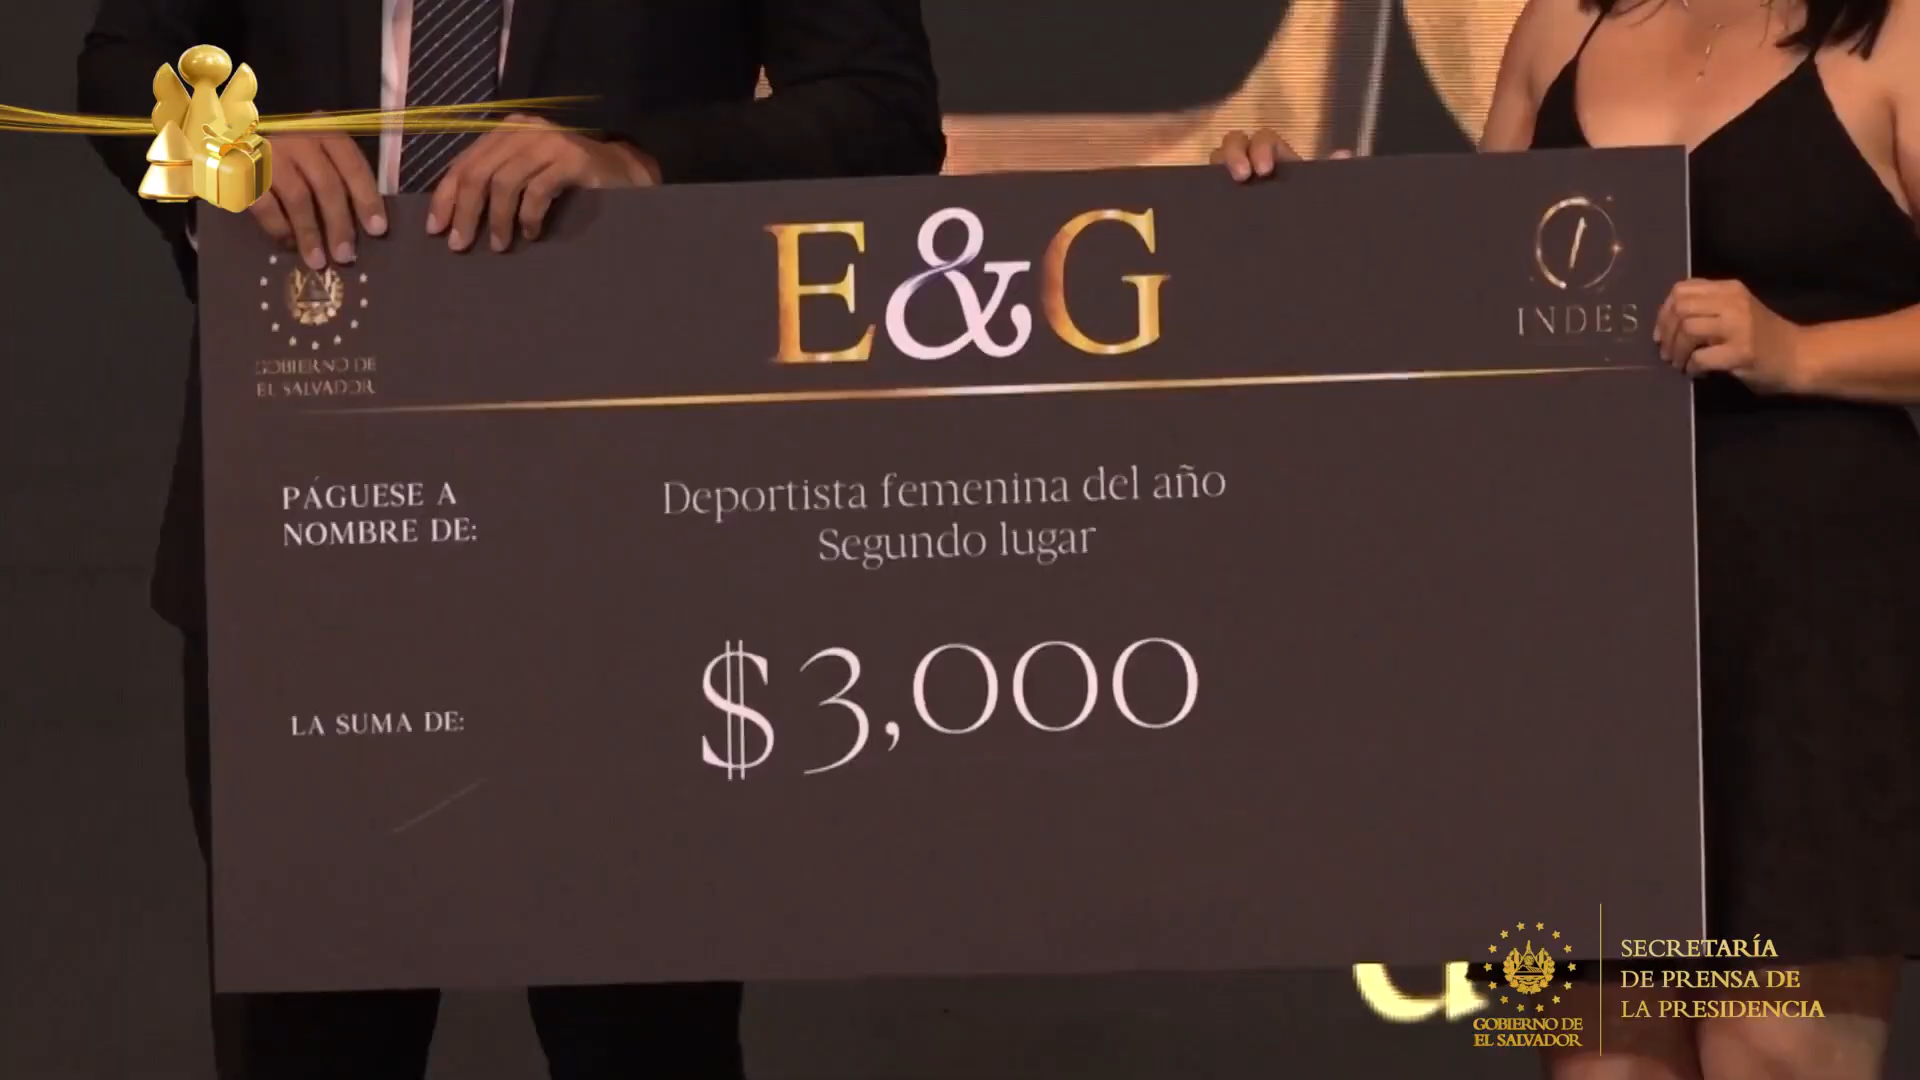 E&G
GOBIERNO DE
EL SALVADOR
INDES
PÁGUESE A
NOMBRE DE:
Deportista femenina del año
Segundo lugar
LA SUMA DE:
$3,000
GOBIERNO DE
EL SALVADOR
SECRETARÍA
DE PRENSA DE
LA PRESIDENCIA